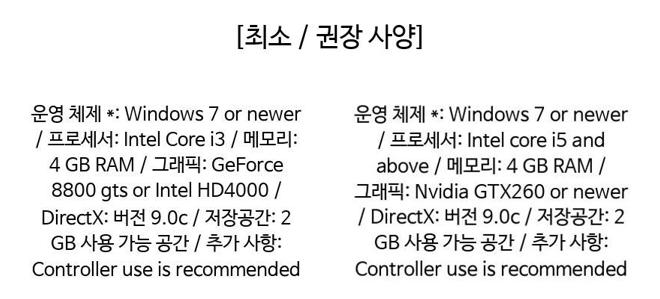 [최소 / 권장 사양]
운영 체제 *: Windows 7 or newer
/ 프로세서: Intel Core i3 / 메모리:
4 GB RAM / 그래픽: GeForce
8800 gts or Intel HD4000 /
DirectX: 버전 9.0c / 저장공간: 2
GB 사용 가능 공간 / 추가 사항:
Controller use is recommended
운영 체제 *: Windows 7 or newer
/ 프로세서: Intel core i5 and
above / 메모리: 4 GB RAM /
그래픽: Nvidia GTX260 or newer
/ DirectX: 버전 9.0c / 저장공간: 2
GB 사용 가능 공간 / 추가 사항:
Controller use is recommended